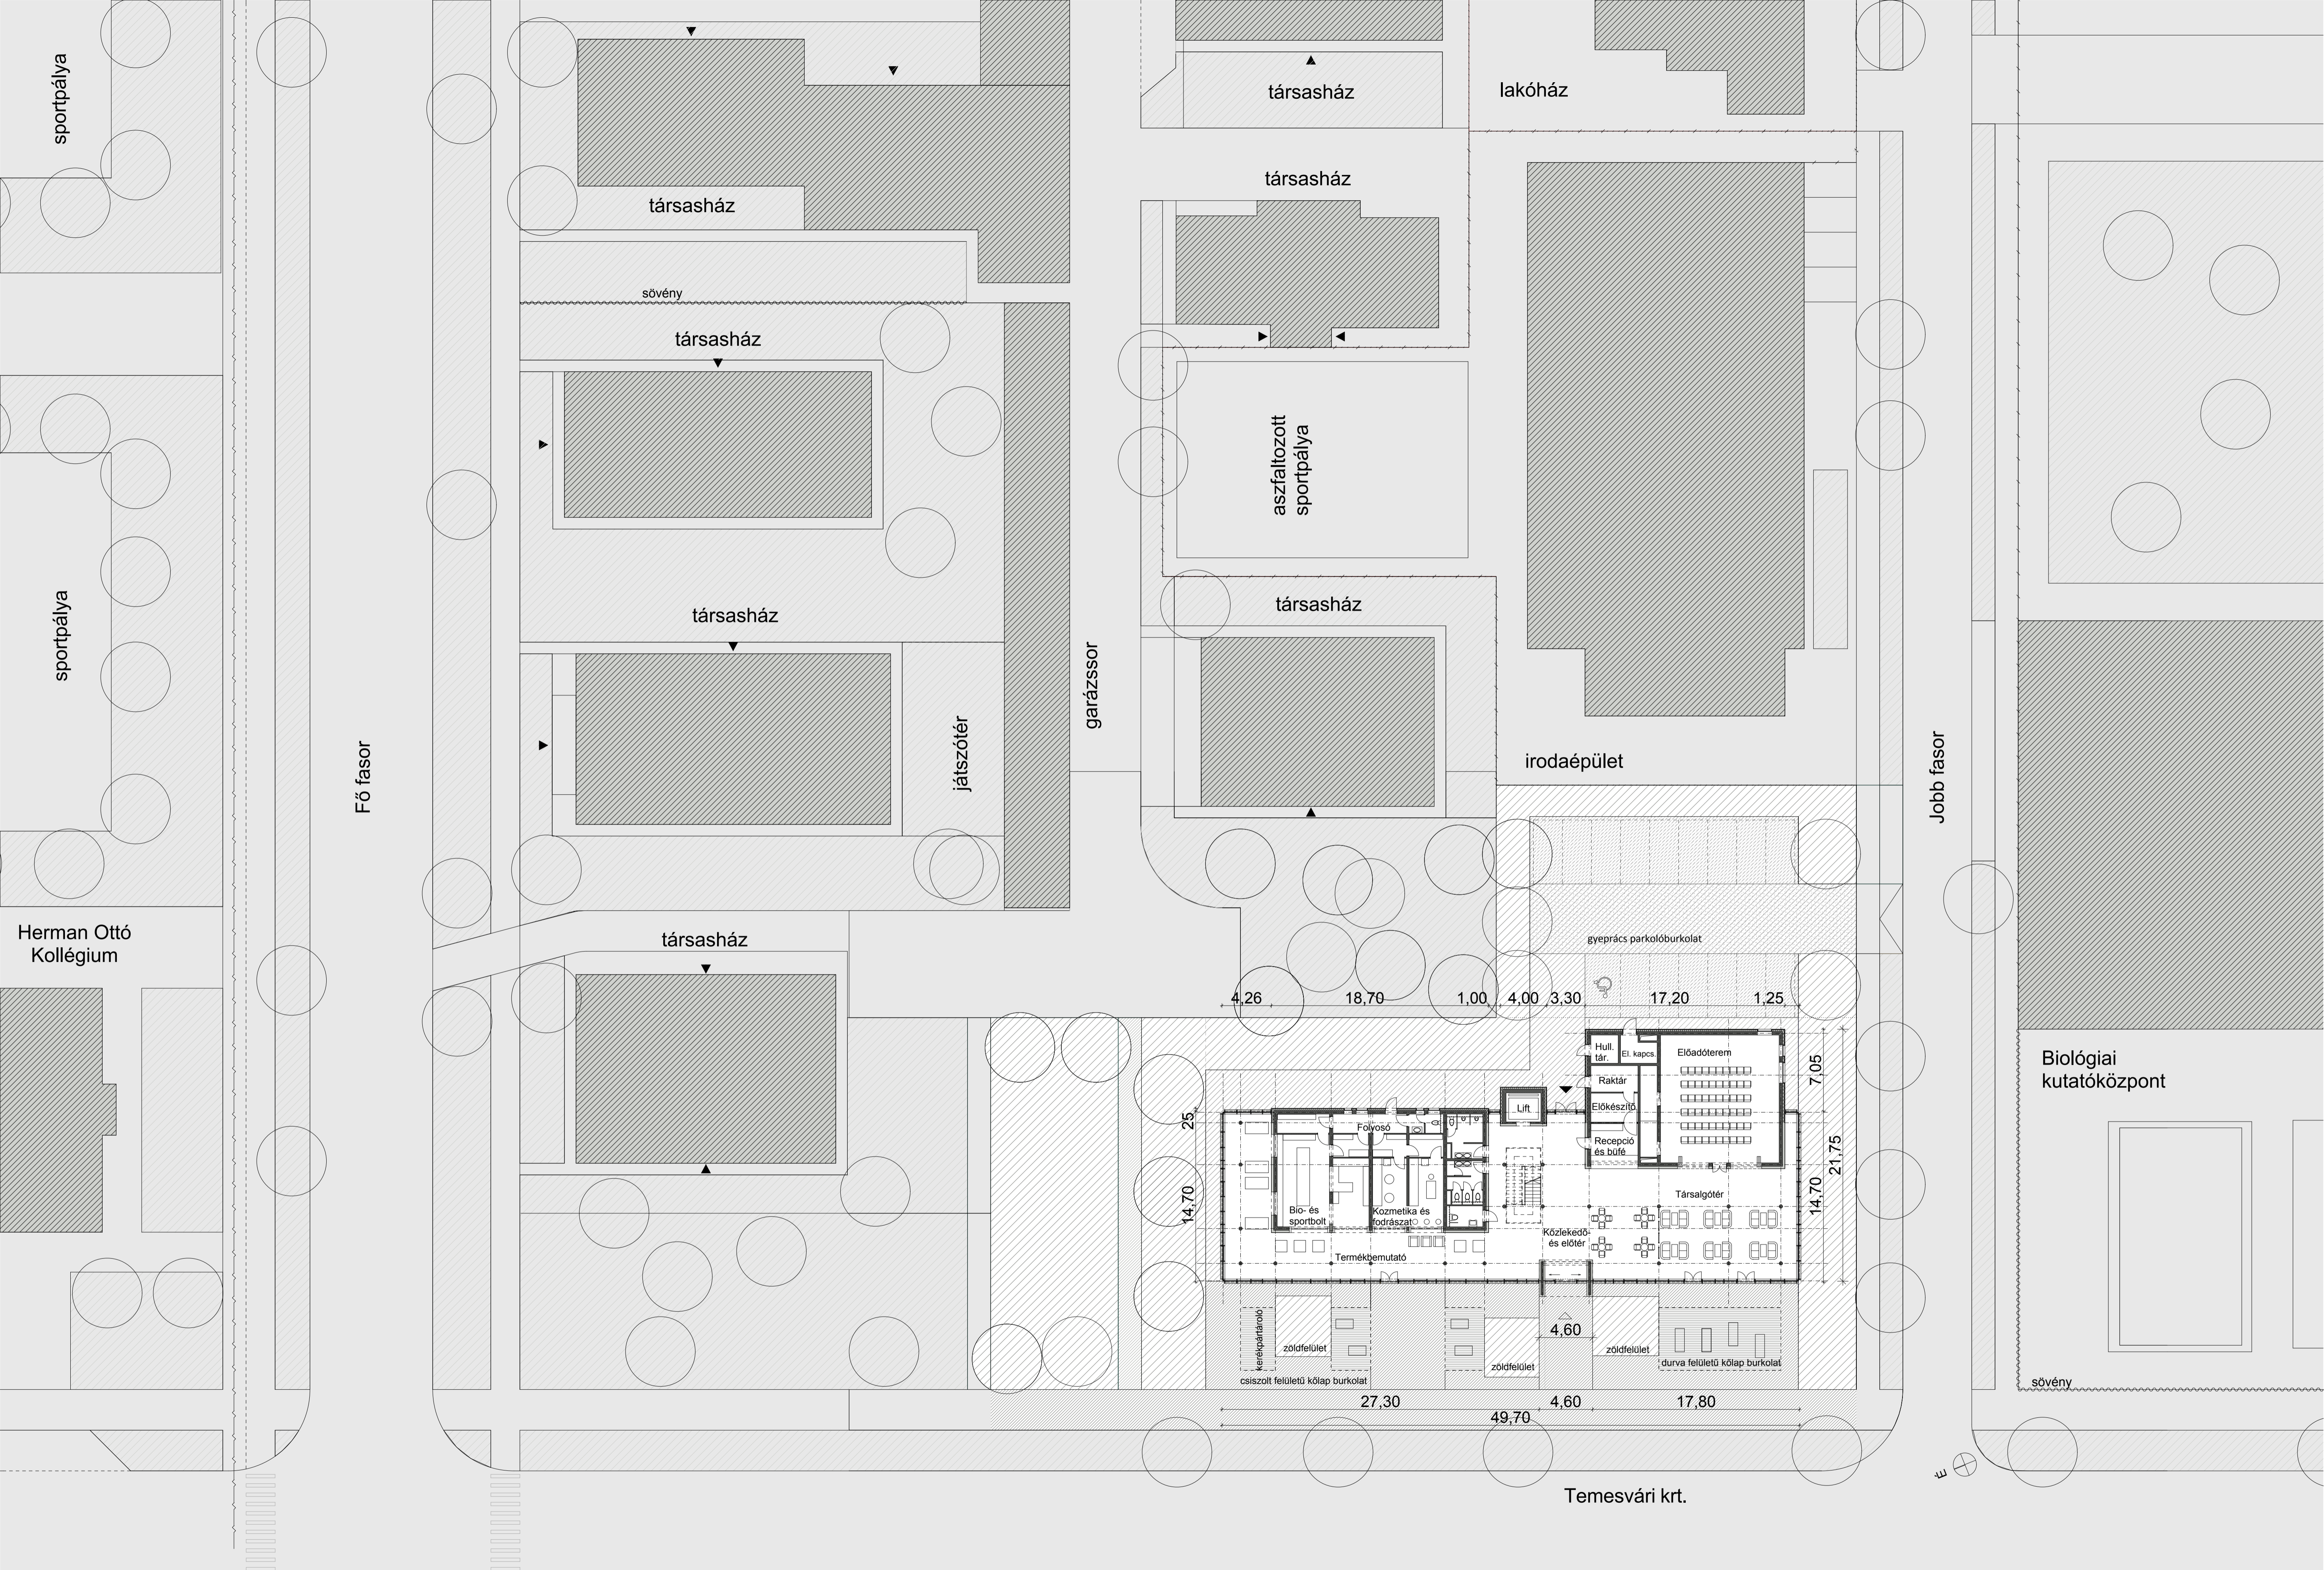 sportpálya
társasház
lakóház
társasház
társasház
sövény
társasház
aszfaltozott
sportpálya
sportpálya
társasház
társasház
garázssor
játszótér
Fő fasor
Jobb fasor
irodaépület
Herman Ottó
Kollégium
társasház
gyeprács parkolóburkolat
4,26
18,70
1,00
4,00
3,30
17,20
1,25
Hull.
tár.
El. kapcs.
Előadóterem
Biológiai
kutatóközpont
7,05
Raktár
Előkészítő
Lift
25
Folyosó
Recepció
és büfé
21,75
14,70
14,70
Társalgótér
Bio- és
sportbolt
Kozmetika és
fodrászat
Közlekedő-
és előtér
Termékbemutató
kerékpártároló
4,60
zöldfelület
zöldfelület
zöldfelület
durva felületű kőlap burkolat
csiszolt felületű kőlap burkolat
sövény
27,30
4,60
17,80
49,70
É
Temesvári krt.